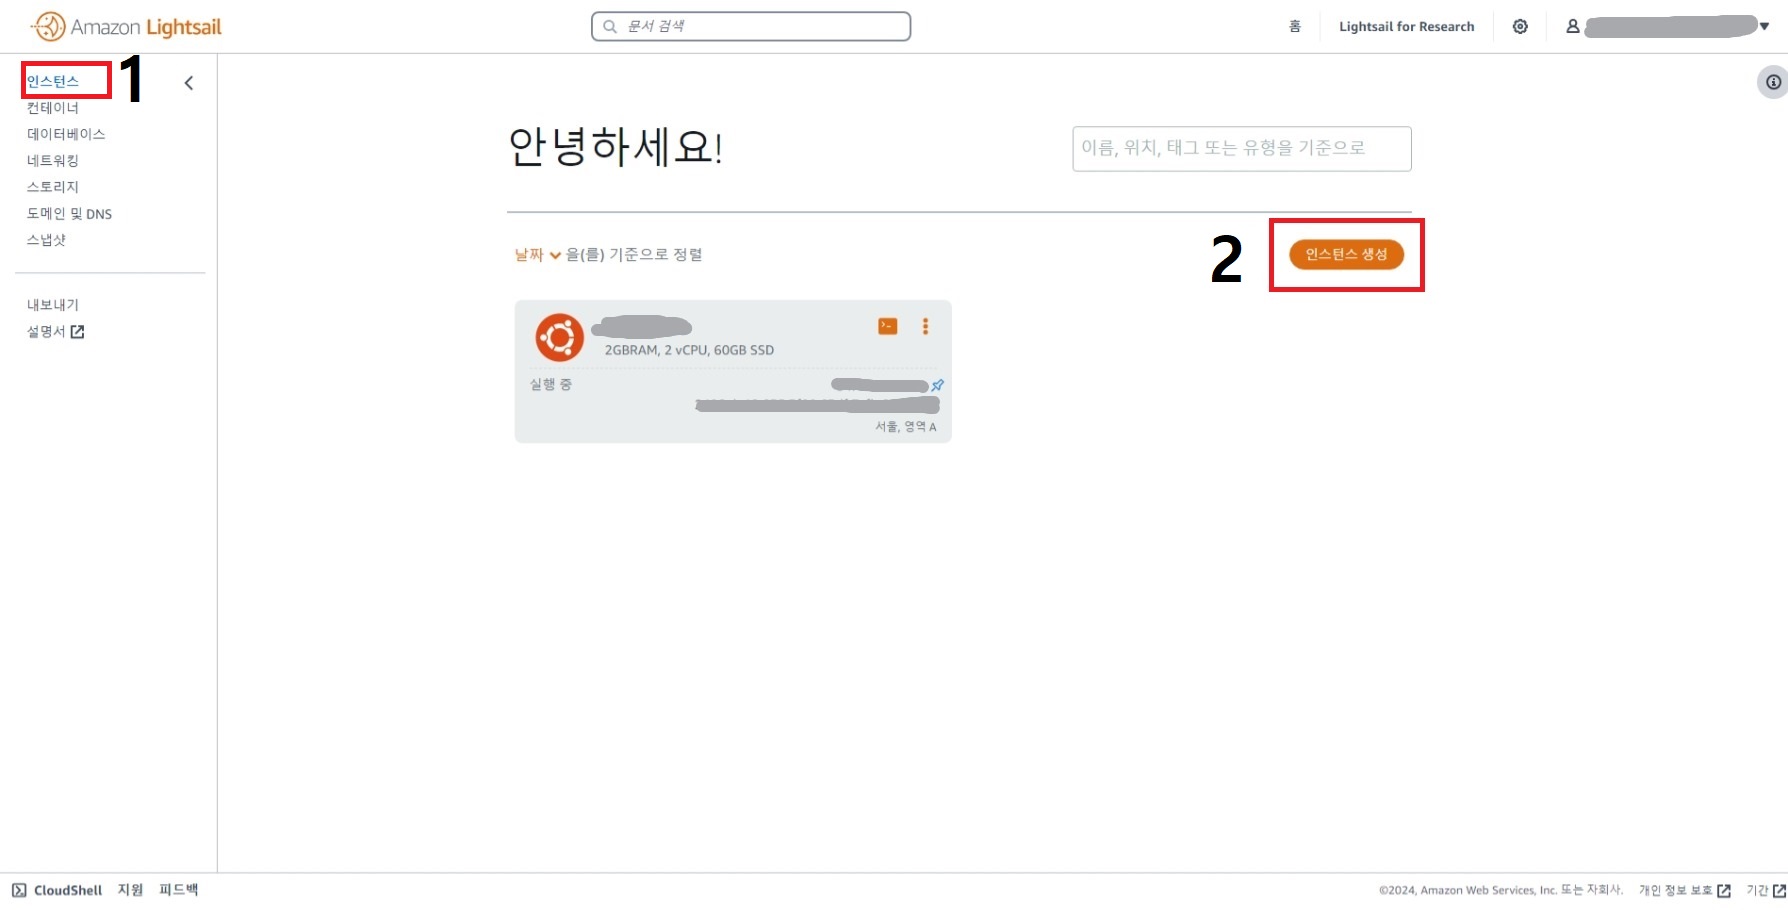 Amazon Lightsail
문서 검색
홈
Lightsail for Research
인스턴스
1
컨테이너
데이터베이스
네트워킹
스토리지
도메인 및 DNS
스냅샷
내보내기
설명서
안녕하세요!
이름, 위치, 태그 또는 유형을 기준으로
날짜 을(를) 기준으로 정렬
2
인스턴스 생성
2GBRAM, 2 vCPU, 60GB SSD
실행 중
서울, 영역 A
CloudShell 지원 피드백
©2024, Amazon Web Services, Inc. 또는 자회사. 개인 정보 보호 기간